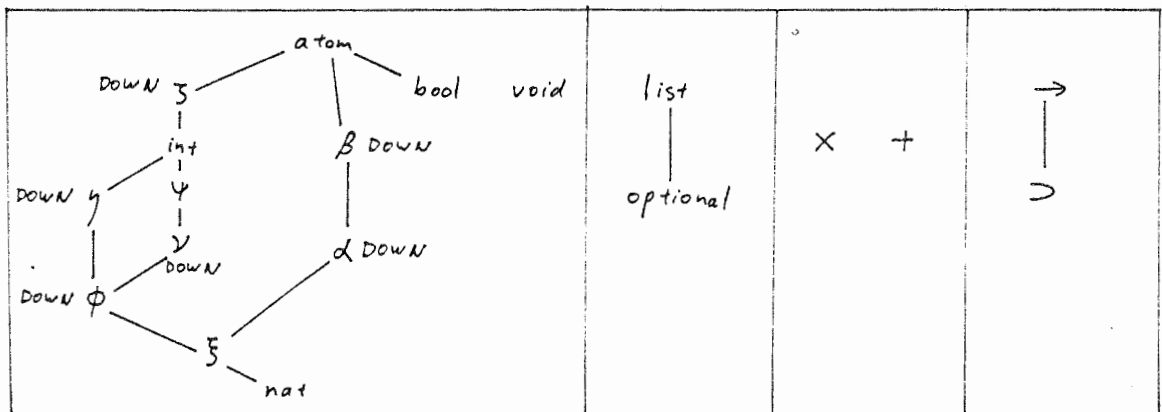 atom
DOWN ζ bool void list →
int β DOWN × +
DOWN η ψ optional ⊃
ν α DOWN
DOWN
DOWN ϕ
ξ
nat